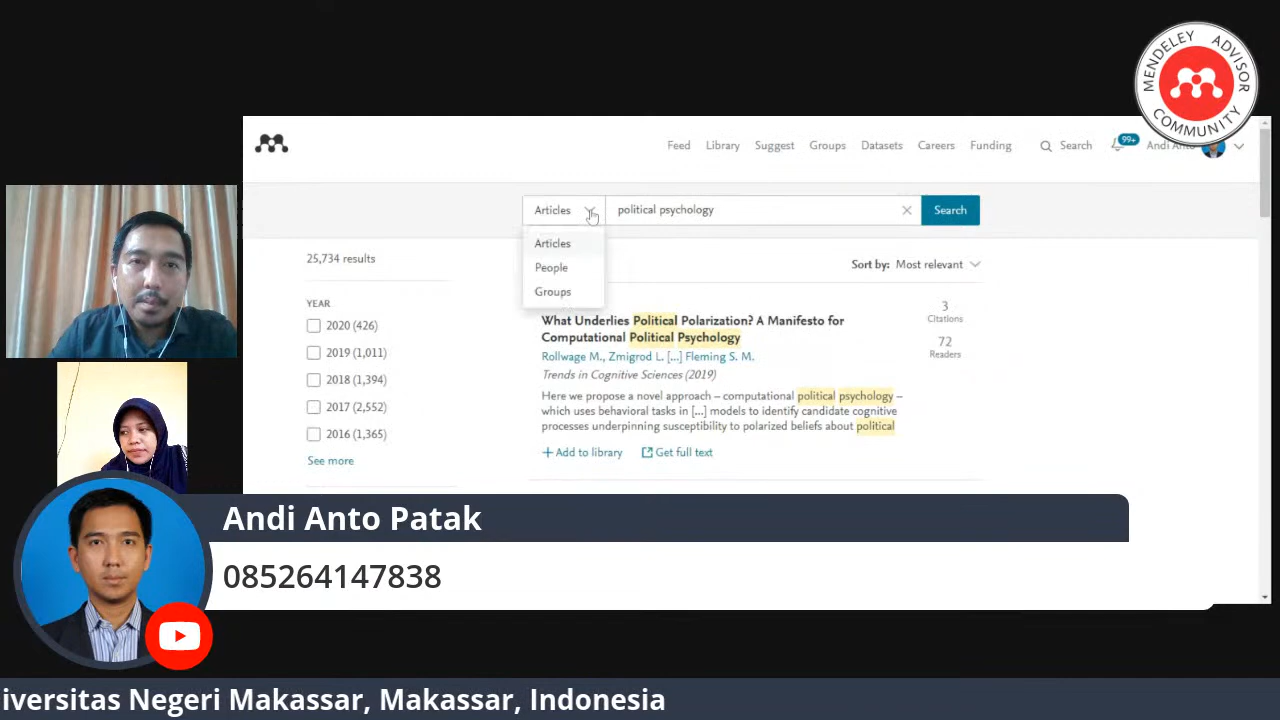 MENDELEY ADVISOR
COMMUNITY
Feed Library Suggest Groups Datasets Careers Funding Search 99+ Andi Anto
Articles political psychology Search
Articles
People
Groups
25,734 results
Sort by: Most relevant
YEAR
2020 (426)
2019 (1,011)
2018 (1,394)
2017 (2,552)
2016 (1,365)
See more
What Underlies Political Polarization? A Manifesto for
Computational Political Psychology
Rollwage M., Zmigrod L. [...] Fleming S. M.
Trends in Cognitive Sciences (2019)
Here we propose a novel approach – computational political psychology –
which uses behavioral tasks in [...] models to identify candidate cognitive
processes underpinning susceptibility to polarized beliefs about political
+ Add to library Get full text
3
Citations
72
Readers
Andi Anto Patak
085264147838
iversitas Negeri Makassar, Makassar, Indonesia